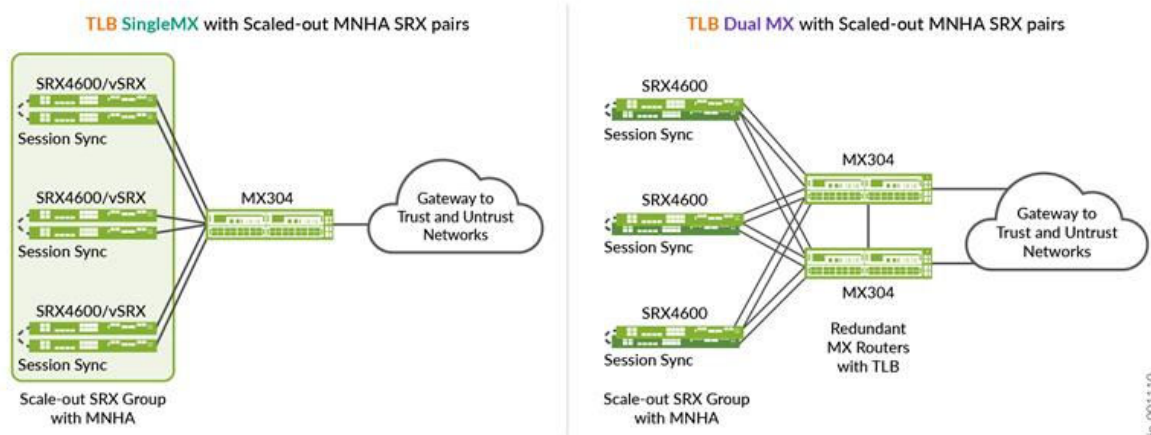 TLB SingleMX with Scaled-out MNHA SRX pairs
SRX4600/vSRX
Session Sync
SRX4600/vSRX
Session Sync
SRX4600/vSRX
Session Sync
Scale-out SRX Group
with MNHA
MX304
Gateway to
Trust and Untrust
Networks
TLB Dual MX with Scaled-out MNHA SRX pairs
SRX4600
Session Sync
SRX4600
Session Sync
SRX4600
Session Sync
Scale-out SRX Group
with MNHA
MX304
MX304
Redundant
MX Routers
with TLB
Gateway to
Trust and Untrust
Networks